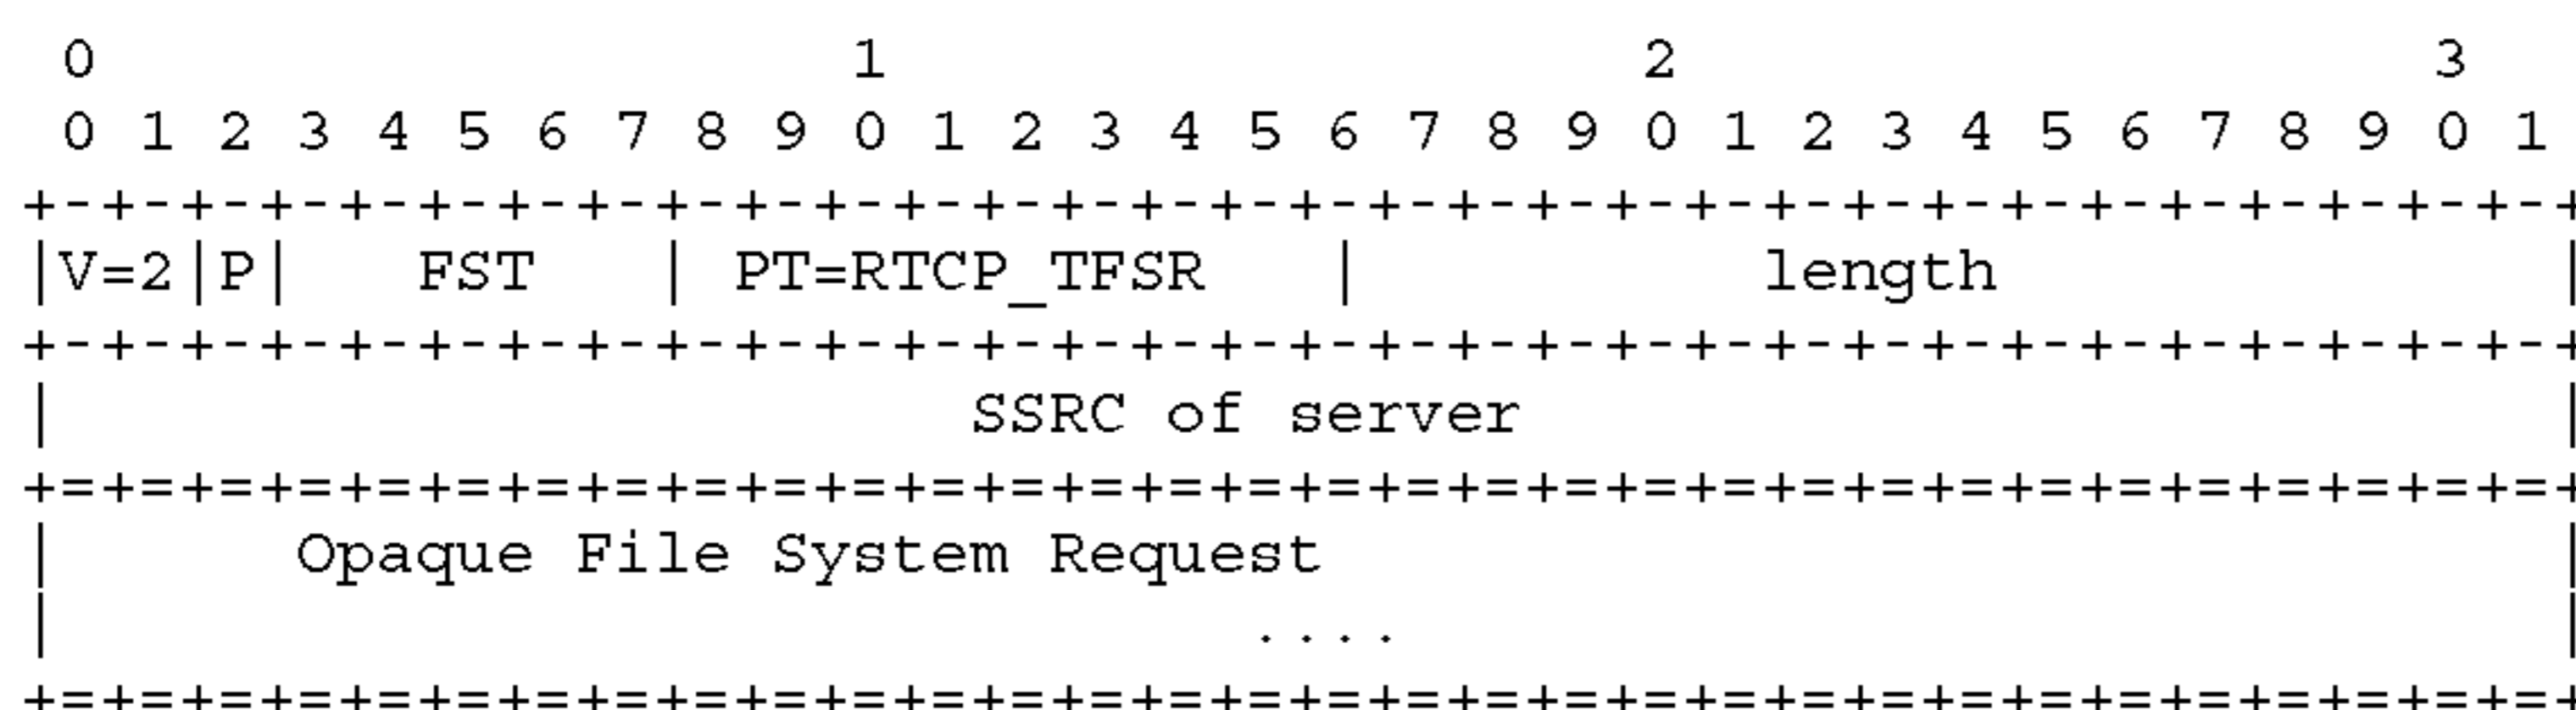 0                   1                   2                   3
 0 1 2 3 4 5 6 7 8 9 0 1 2 3 4 5 6 7 8 9 0 1 2 3 4 5 6 7 8 9 0 1
+-+-+-+-+-+-+-+-+-+-+-+-+-+-+-+-+-+-+-+-+-+-+-+-+-+-+-+-+-+-+-+-+
|V=2|P|   FST   | PT=RTCP_TFSR   |          length              |
+-+-+-+-+-+-+-+-+-+-+-+-+-+-+-+-+-+-+-+-+-+-+-+-+-+-+-+-+-+-+-+-+
|                       SSRC of server                          |
+=+=+=+=+=+=+=+=+=+=+=+=+=+=+=+=+=+=+=+=+=+=+=+=+=+=+=+=+=+=+=+=+
|      Opaque File System Request                               |
|                              ....                             |
+=+=+=+=+=+=+=+=+=+=+=+=+=+=+=+=+=+=+=+=+=+=+=+=+=+=+=+=+=+=+=+=+